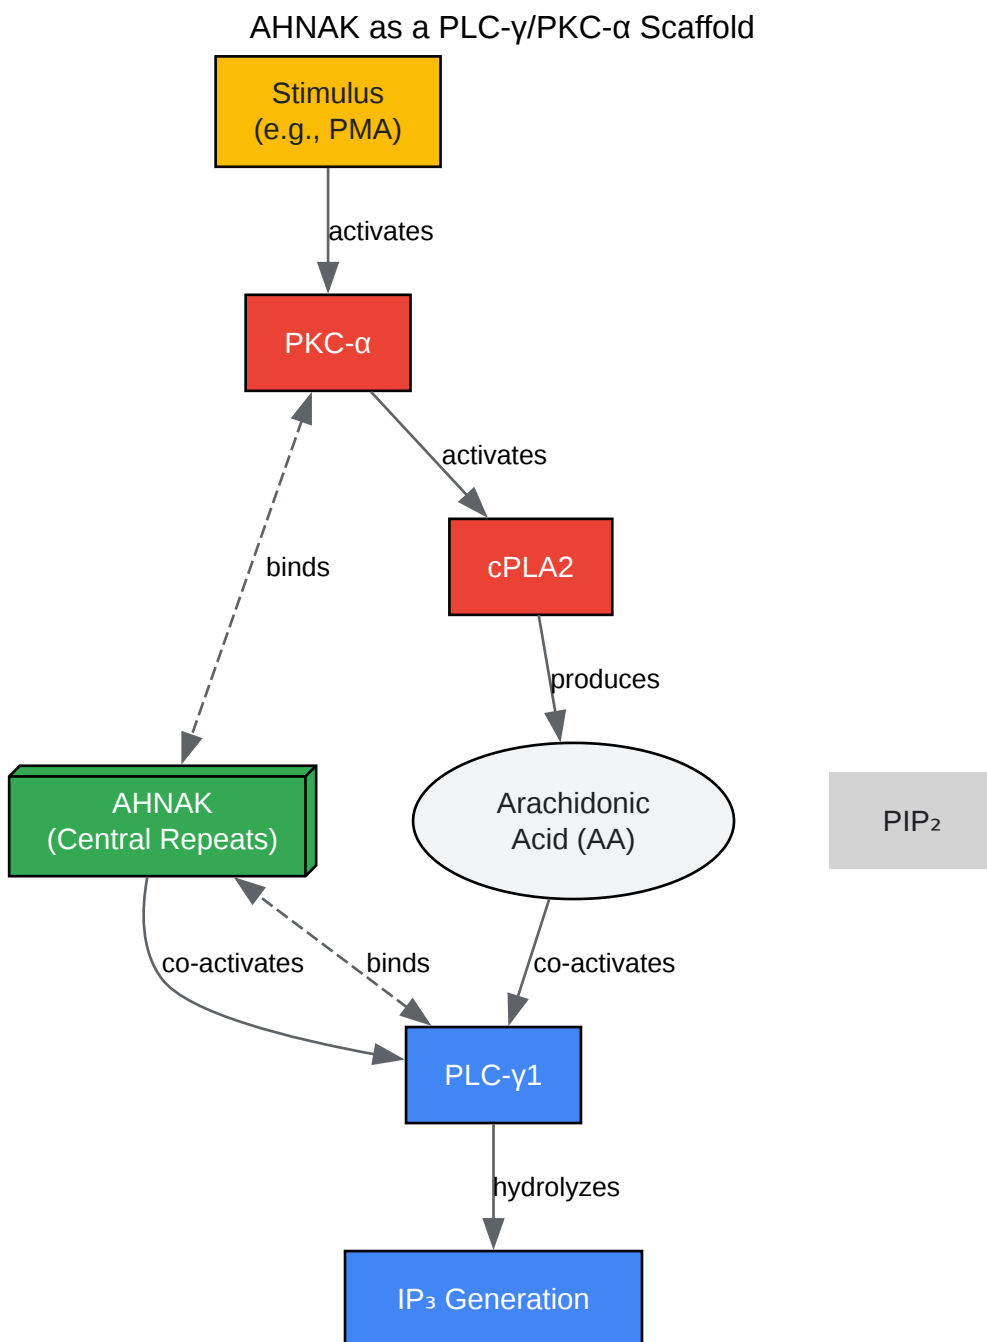 AHNAK as a PLC-γ/PKC-α Scaffold
Stimulus
(e.g., PMA)
activates
PKC-α
activates
cPLA2
binds
produces
AHNAK
(Central Repeats)
Arachidonic
Acid (AA)
PIP₂
co-activates
binds
co-activates
PLC-γ1
hydrolyzes
IP₃ Generation